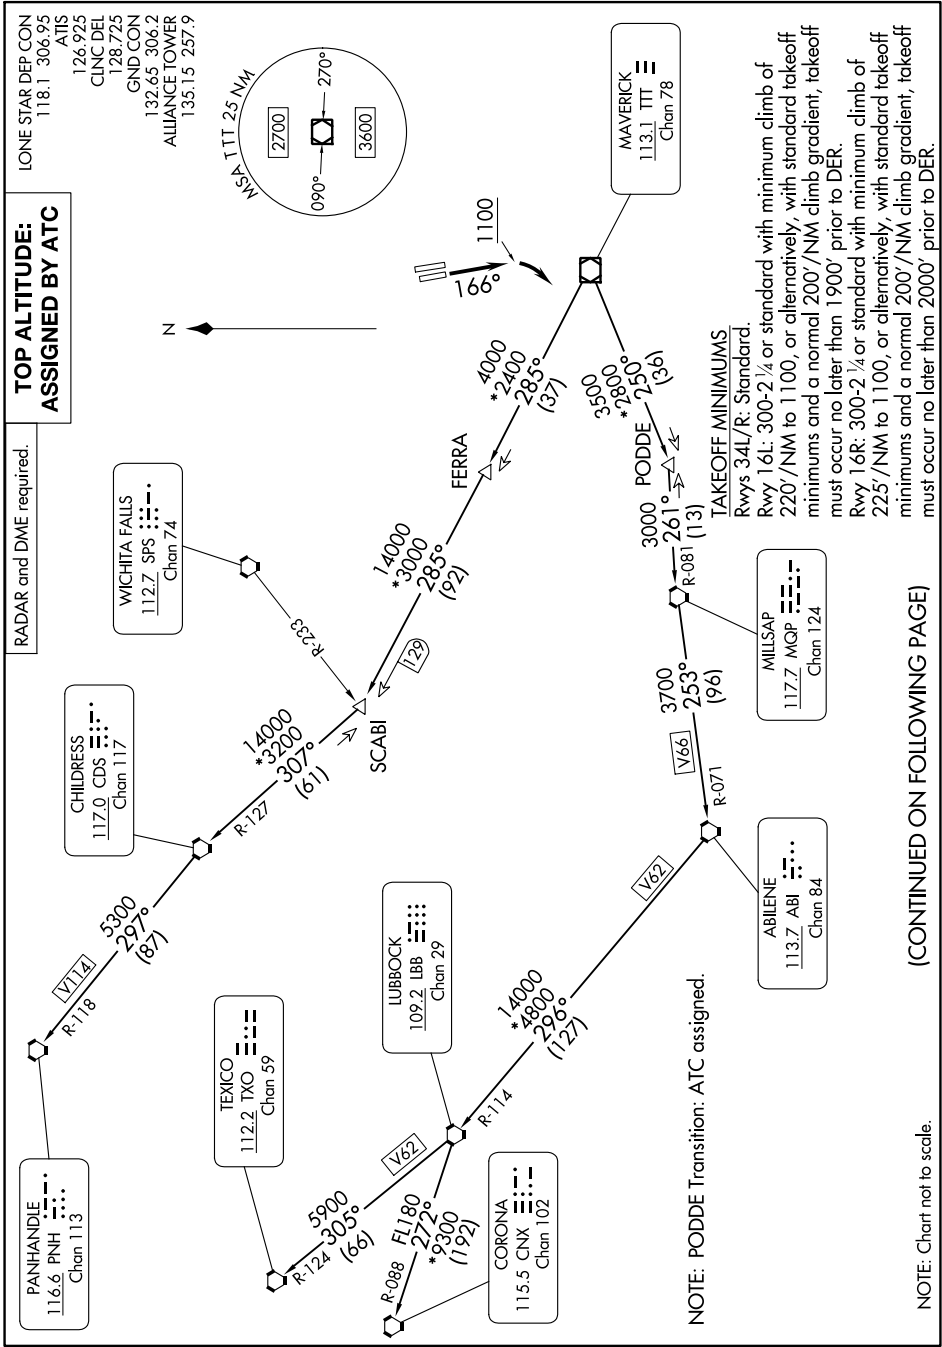 RADAR and DME required.
TOP ALTITUDE:
ASSIGNED BY ATC
LONE STAR DEP CON
118.1 306.95
ATIS
126.925
CLNC DEL
128.725
GND CON
132.65 306.2
ALLIANCE TOWER
135.15 257.9
MSA TTT 25 NM
2700
090°
270°
3600
N
1100
166°
MAVERICK
113.1 TTT
Chan 78
4000
*2400
285°
(37)
FERRA
14000
*3000
285°
(92)
129
SCABI
WICHITA FALLS
112.7 SPS
Chan 74
R-233
14000
*3200
307°
(61)
R-127
CHILDRESS
117.0 CDS
Chan 117
5300
297°
(87)
V114
R-118
PANHANDLE
116.6 PNH
Chan 113
3500
*2800
250°
(36)
PODDE
3000
261°
(13)
R-081
MILLSAP
117.7 MQP
Chan 124
3700
253°
(96)
V66
R-071
ABILENE
113.7 ABI
Chan 84
V62
14000
*4800
296°
(127)
R-114
LUBBOCK
109.2 LBB
Chan 29
V62
5900
305°
(66)
R-124
TEXICO
112.2 TXO
Chan 59
FL180
272°
*9300
(192)
R-088
CORONA
115.5 CNX
Chan 102
TAKEOFF MINIMUMS
Rwys 34L/R: Standard.
Rwy 16L: 300-2 ¼ or standard with minimum climb of
220'/NM to 1100, or alternatively, with standard takeoff
minimums and a normal 200'/NM climb gradient, takeoff
must occur no later than 1900' prior to DER.
Rwy 16R: 300-2 ¼ or standard with minimum climb of
225'/NM to 1100, or alternatively, with standard takeoff
minimums and a normal 200'/NM climb gradient, takeoff
must occur no later than 2000' prior to DER.
NOTE: PODDE Transition: ATC assigned.
(CONTINUED ON FOLLOWING PAGE)
NOTE: Chart not to scale.